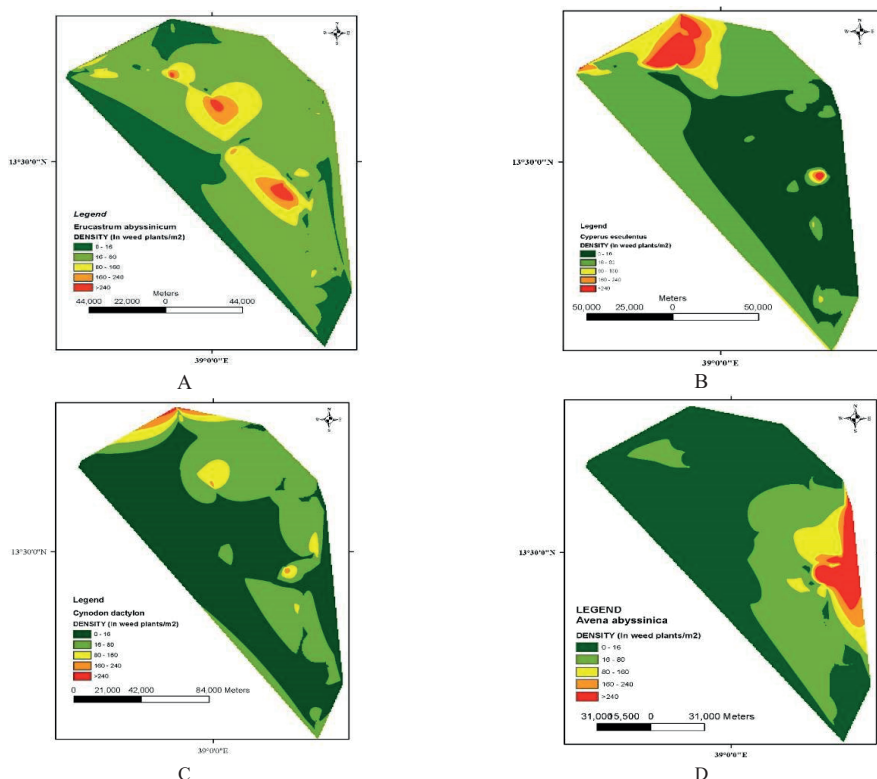 N
W E
S
13°30'0"N
Legend
Erucastrum abyssinicum
DENSITY (In weed plants/m2)
16 - 80
80 - 160
160 - 240
>240
44,000 22,000 0 44,000
Meters
39°0'0"E
A
N
W E
S
13°30'0"N
Legend
Cyperus esculentus
DENSITY (In weed plants/m2)
0 - 16
160 - 240
>240
Meters
50,000 25,000 0 50,000
39°0'0"E
B
N
W E
S
13°30'0"N
Legend
Cynodon dactylon
DENSITY (In weed plants/m2)
0 - 16
16 - 80
80 - 160
160 - 240
>240
0 21,000 42,000 84,000 Meters
39°0'0"E
C
N
W E
S
13°30'0"N
LEGEND
Avena abyssinica
DENSITY (In weed plants/m2)
0 - 16
16 - 80
80 - 160
160 - 240
>240
31,00015,500 0 31,000 Meters
39°0'0"E
D